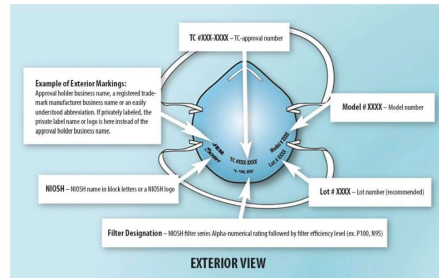 TC #XXX-XXXX – TC-approval number
Example of Exterior Markings:
Approval holder business name, a registered trade-
mark manufacturer business name or an easily
understood abbreviation. If privately labeled, the
private label name or logo is here instead of the
approval holder business name.
Model # XXXX – Model number
TC #XXX-XXXX
Model # XXX
Lot # XXXX
NIOSH – NIOSH name in block letters or a NIOSH logo
Lot # XXXX – Lot number (recommended)
Filter Designation – NIOSH filter series Alpha-numerical rating followed by filter efficiency level (ex. P100, N95)
EXTERIOR VIEW